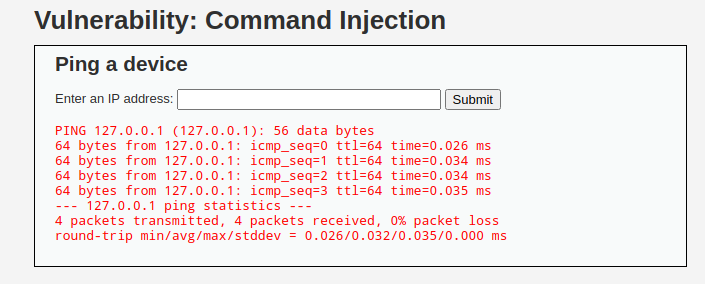 Vulnerability: Command Injection
Ping a device
Enter an IP address: Submit
PING 127.0.0.1 (127.0.0.1): 56 data bytes
64 bytes from 127.0.0.1: icmp_seq=0 ttl=64 time=0.026 ms
64 bytes from 127.0.0.1: icmp_seq=1 ttl=64 time=0.034 ms
64 bytes from 127.0.0.1: icmp_seq=2 ttl=64 time=0.034 ms
64 bytes from 127.0.0.1: icmp_seq=3 ttl=64 time=0.035 ms
--- 127.0.0.1 ping statistics ---
4 packets transmitted, 4 packets received, 0% packet loss
round-trip min/avg/max/stddev = 0.026/0.032/0.035/0.000 ms